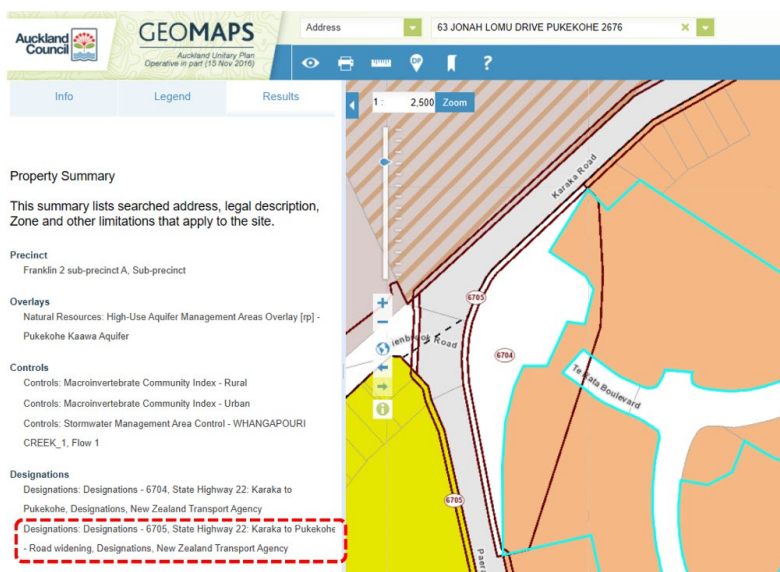 Auckland
Council
GEOMAPS
Auckland Unitary Plan
Operative in part (15 Nov 2016)
Address
63 JONAH LOMU DRIVE PUKEKOHE 2676
DP
?
Info
Legend
Results
1 :
2,500
Zoom
Property Summary
This summary lists searched address, legal description,
Zone and other limitations that apply to the site.
Precinct
Franklin 2 sub-precinct A, Sub-precinct
Overlays
Natural Resources: High-Use Aquifer Management Areas Overlay [rp] -
Pukekohe Kaawa Aquifer
Controls
Controls: Macroinvertebrate Community Index - Rural
Controls: Macroinvertebrate Community Index - Urban
Controls: Stormwater Management Area Control - WHANGAPOURI
CREEK_1, Flow 1
Designations
Designations: Designations - 6704, State Highway 22: Karaka to
Pukekohe, Designations, New Zealand Transport Agency
Designations: Designations - 6705, State Highway 22: Karaka to Pukekohe
- Road widening, Designations, New Zealand Transport Agency
Karaka Road
6705
ienbrook Road
6704
Te Rata Boulevard
6705
Paera